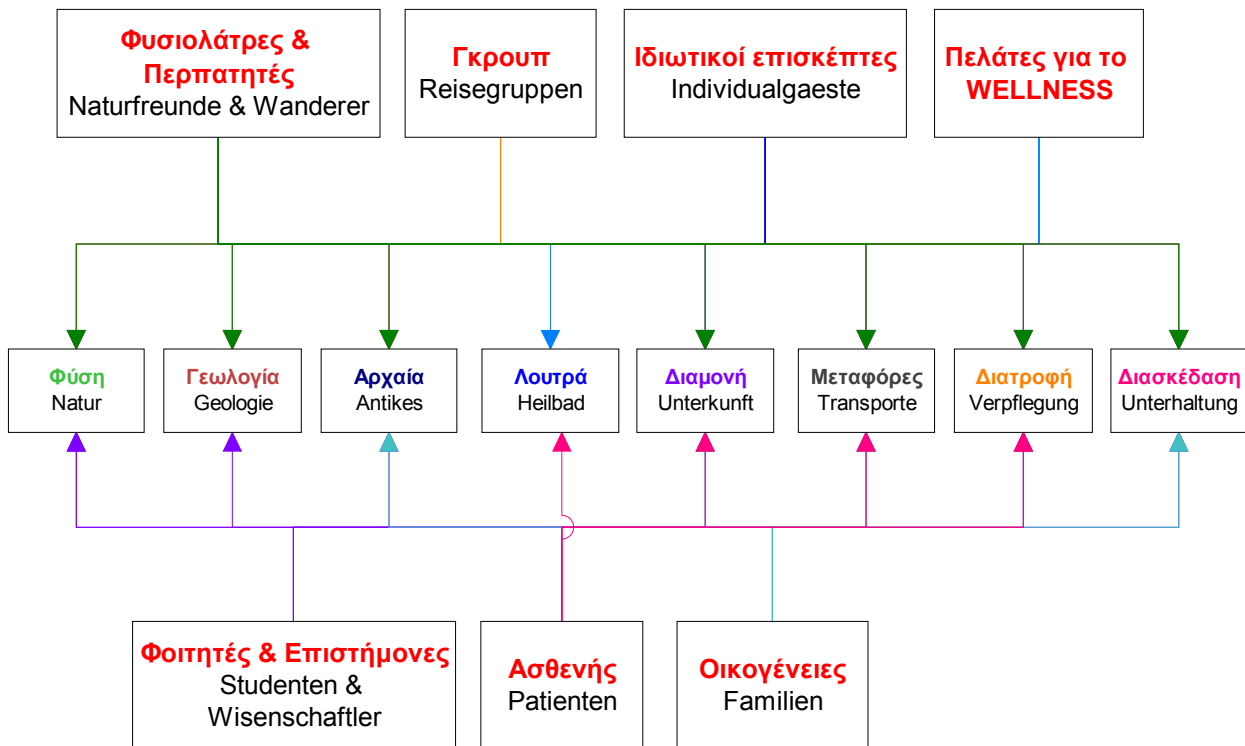 Φυσιολάτρες &
Περπατητές
Naturfreunde & Wanderer
Γκρουπ
Reisegruppen
Ιδιωτικοί επισκέπτες
Individualgaeste
Πελάτες για το
WELLNESS
Φύση
Natur
Γεωλογία
Geologie
Αρχαία
Antikes
Λουτρά
Heilbad
Διαμονή
Unterkunft
Μεταφόρες
Transporte
Διατροφή
Verpflegung
Διασκέδαση
Unterhaltung
Φοιτητές & Επιστήμονες
Studenten &
Wisenschaftler
Ασθενής
Patienten
Οικογένειες
Familien